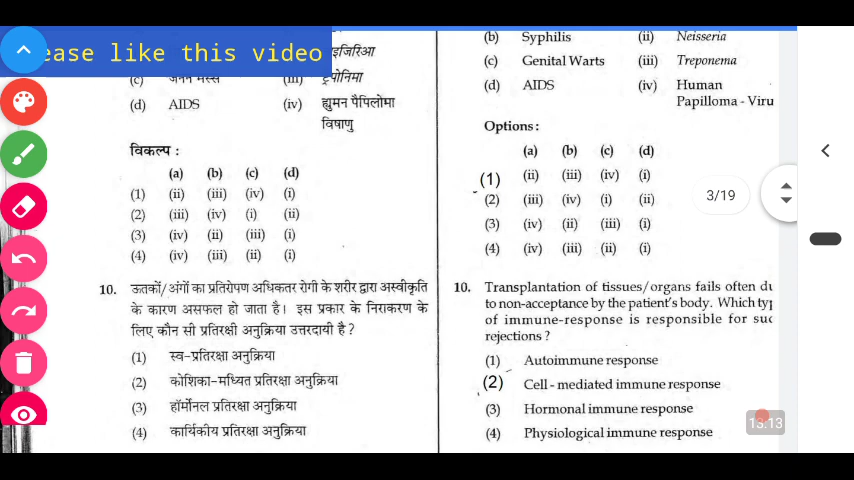 ease like this video
(c) जनन मस्से (iii) ट्रेपोनिमा
(d) AIDS (iv) ह्युमन पैपिलोमा
विषाणु
विकल्प :
(a) (b) (c) (d)
(1) (ii) (iii) (iv) (i)
(2) (iii) (iv) (i) (ii)
(3) (iv) (ii) (iii) (i)
(4) (iv) (iii) (ii) (i)
10. ऊतकों/अंगों का प्रतिरोपण अधिकतर रोगी के शरीर द्वारा अस्वीकृति
के कारण असफल हो जाता है। इस प्रकार के निराकरण के
लिए कौन सी प्रतिरक्षी अनुक्रिया उत्तरदायी है ?
(1) स्व-प्रतिरक्षा अनुक्रिया
(2) कोशिका-मध्यित प्रतिरक्षा अनुक्रिया
(3) हॉर्मोनल प्रतिरक्षा अनुक्रिया
(4) कार्यिकीय प्रतिरक्षा अनुक्रिया
(b) Syphilis (ii) Neisseria
(c) Genital Warts (iii) Treponema
(d) AIDS (iv) Human
Papilloma - Viru
Options :
(a) (b) (c) (d)
(1) (ii) (iii) (iv) (i)
(2) (iii) (iv) (i) (ii)
(3) (iv) (ii) (iii) (i)
(4) (iv) (iii) (ii) (i)
10. Transplantation of tissues/organs fails often du
to non-acceptance by the patient's body. Which typ
of immune-response is responsible for suc
rejections ?
(1) Autoimmune response
(2) Cell - mediated immune response
(3) Hormonal immune response
(4) Physiological immune response
3/19
13:13